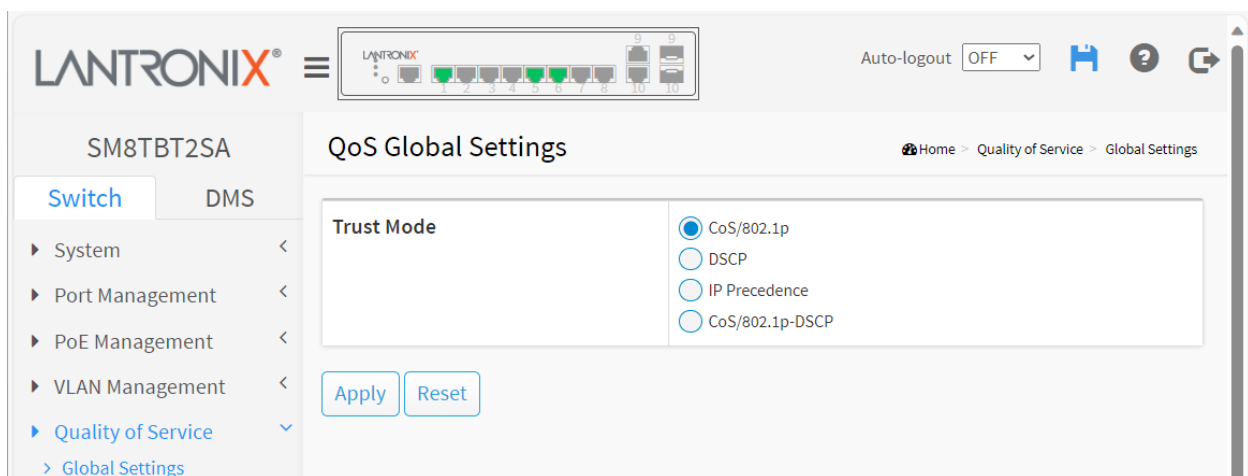 LANTRONIX®
LANTRONIX
9 9
1 2 3 4 5 6 7 8 10 10
Auto-logout OFF
SM8TBT2SA
Switch DMS
System
Port Management
PoE Management
VLAN Management
Quality of Service
Global Settings
QoS Global Settings
Home > Quality of Service > Global Settings
Trust Mode
CoS/802.1p
DSCP
IP Precedence
CoS/802.1p-DSCP
Apply Reset